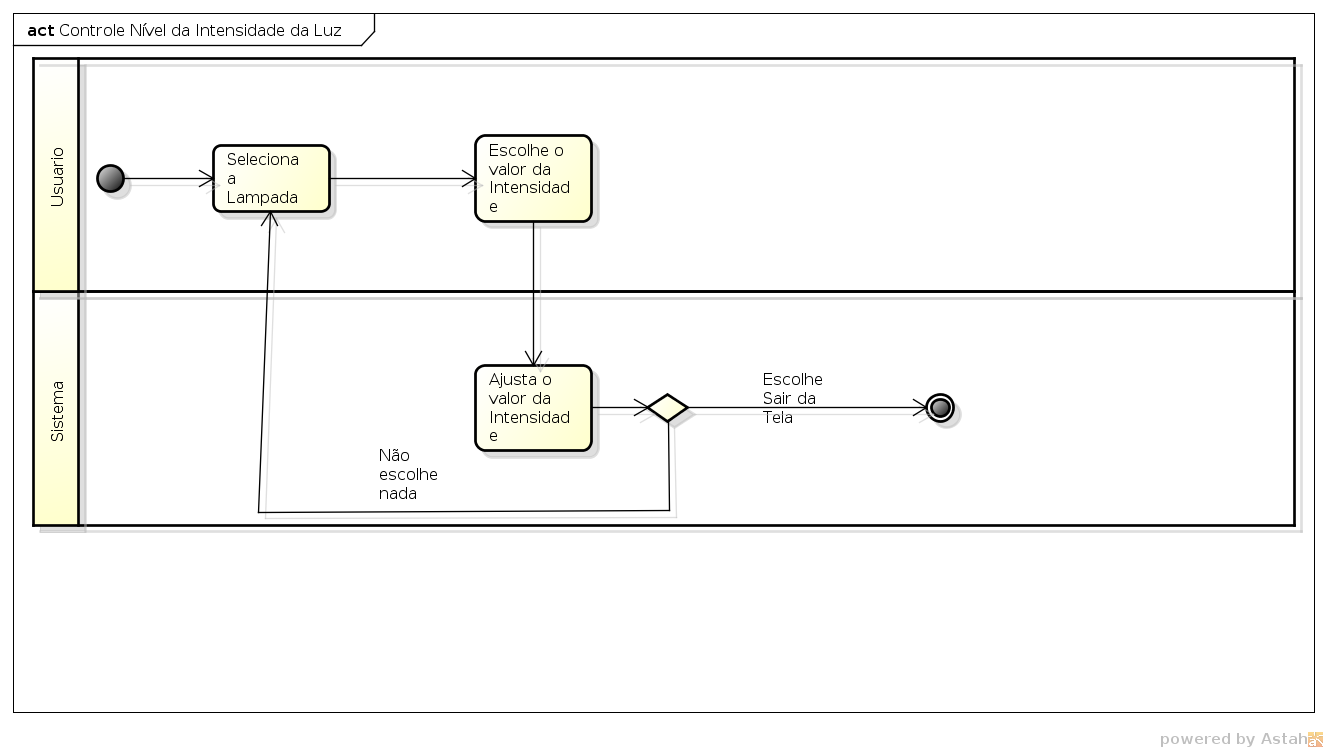 act Controle Nível da Intensidade da Luz
Usuario
Seleciona
a
Lampada
Escolhe o
valor da
Intensidad
e
Sistema
Ajusta o
valor da
Intensidad
e
Escolhe
Sair da
Tela
Não
escolhe
nada
powered by Astah